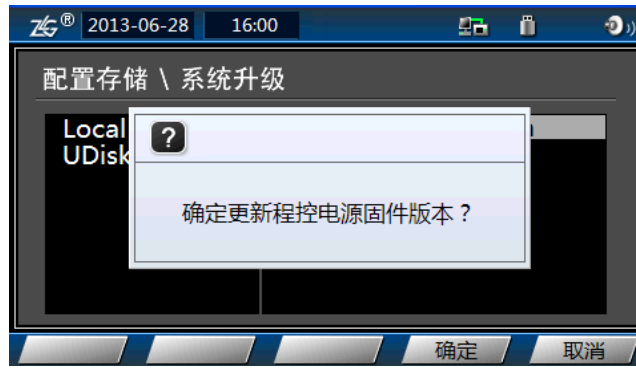 ZLG® 2013-06-28 16:00
配置存储 \ 系统升级
Local
UDisk
?
确定更新程控电源固件版本？
确定 取消